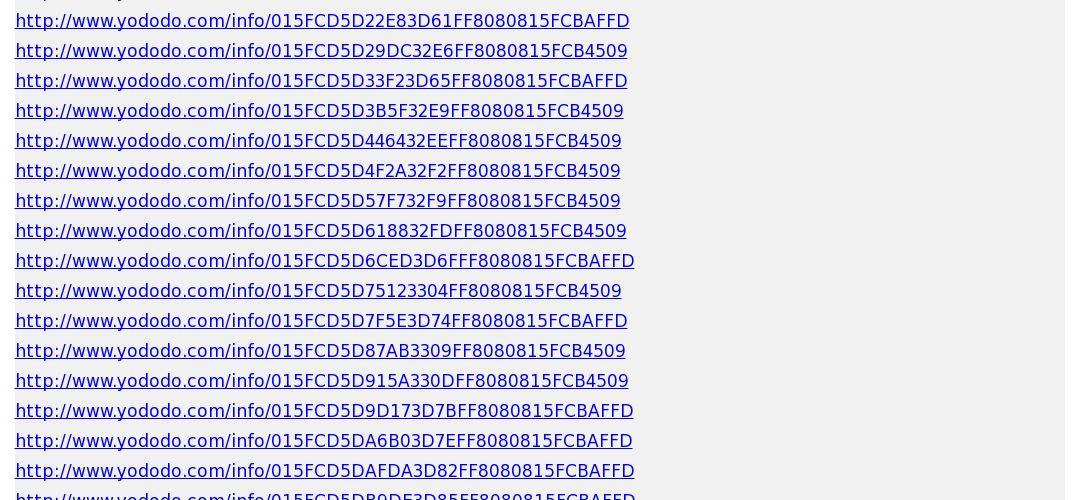 http://www.yododo.com/info/015FCD5D22E83D61FF8080815FCBAFFD
http://www.yododo.com/info/015FCD5D29DC32E6FF8080815FCB4509
http://www.yododo.com/info/015FCD5D33F23D65FF8080815FCBAFFD
http://www.yododo.com/info/015FCD5D3B5F32E9FF8080815FCB4509
http://www.yododo.com/info/015FCD5D446432EEFF8080815FCB4509
http://www.yododo.com/info/015FCD5D4F2A32F2FF8080815FCB4509
http://www.yododo.com/info/015FCD5D57F732F9FF8080815FCB4509
http://www.yododo.com/info/015FCD5D618832FDFF8080815FCB4509
http://www.yododo.com/info/015FCD5D6CED3D6FFF8080815FCBAFFD
http://www.yododo.com/info/015FCD5D75123304FF8080815FCB4509
http://www.yododo.com/info/015FCD5D7F5E3D74FF8080815FCBAFFD
http://www.yododo.com/info/015FCD5D87AB3309FF8080815FCB4509
http://www.yododo.com/info/015FCD5D915A330DFF8080815FCB4509
http://www.yododo.com/info/015FCD5D9D173D7BFF8080815FCBAFFD
http://www.yododo.com/info/015FCD5DA6B03D7EFF8080815FCBAFFD
http://www.yododo.com/info/015FCD5DAFDA3D82FF8080815FCBAFFD